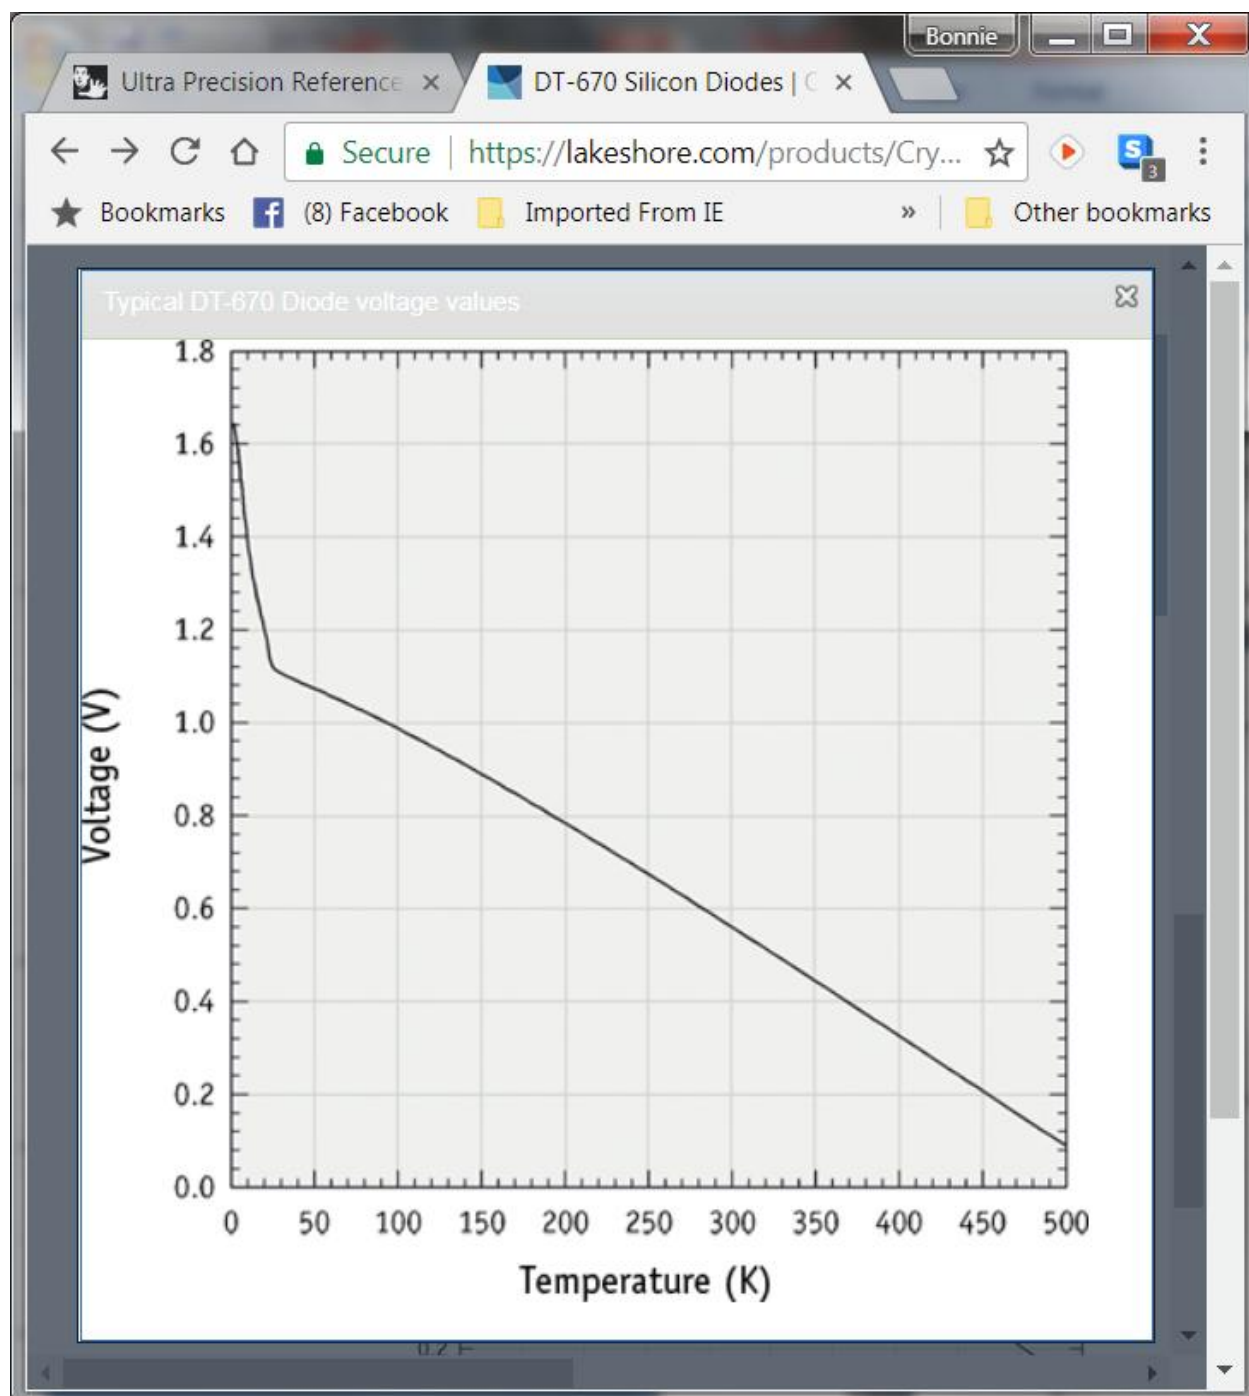 Bonnie
Ultra Precision Reference
DT-670 Silicon Diodes | C
Secure | https://lakeshore.com/products/Cry...
S 3
Bookmarks f (8) Facebook Imported From IE » Other bookmarks
Typical DT-670 Diode voltage values
1.8
1.6
1.4
1.2
1.0
0.8
0.6
0.4
0.2
0.0
Voltage (V)
0 50 100 150 200 250 300 350 400 450 500
Temperature (K)